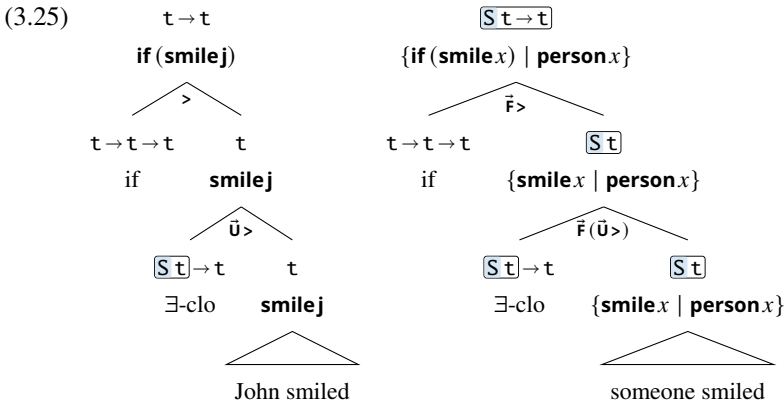 (3.25) t→t S t→t
if (smile j) {if (smile x) | person x}
> F⃗>
t→t→t t t→t→t S t
if smile j if {smile x | person x}
U⃗> F⃗(U⃗>)
S t→t t S t→t S t
∃-clo smile j ∃-clo {smile x | person x}
John smiled someone smiled